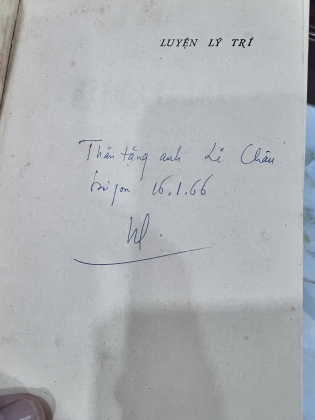 LUYỆN LÝ TRÍ
Thân tặng anh Lê Châu
Saigon 16.1.66